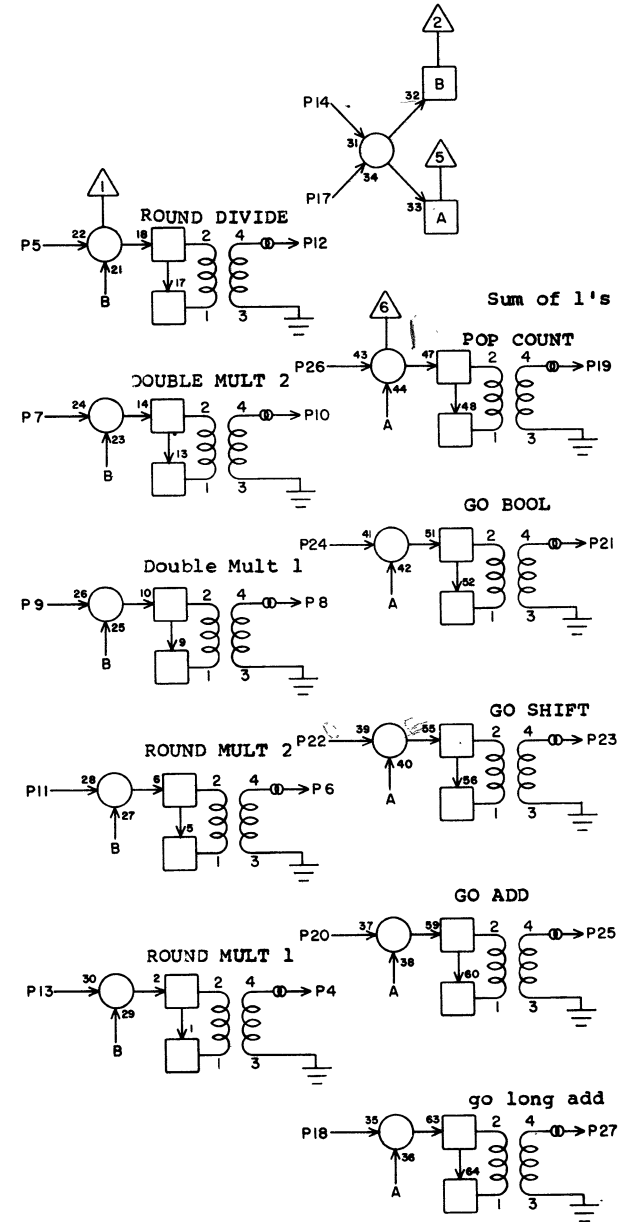 2
B
P14
32
31
34
5
P17
33
A
1
ROUND DIVIDE
P5 22 18 2 4 P12
21
17
B
1 3
DOUBLE MULT 2
P7 24 14 2 4 P10
23
13
B
1 3
Double Mult 1
P9 26 10 2 4 P8
25
9
B
1 3
ROUND MULT 2
P11 28 6 2 4 P6
27
5
B
1 3
ROUND MULT 1
P13 30 2 2 4 P4
29
1
B
1 3
Sum of 1's
6
POP COUNT
P26 43 47 2 4 P19
44
48
A
1 3
GO BOOL
P24 41 51 2 4 P21
42
52
A
1 3
GO SHIFT
P22 39 55 2 4 P23
40
56
A
1 3
GO ADD
P20 37 59 2 4 P25
38
60
A
1 3
go long add
P18 35 63 2 4 P27
36
64
A
1 3